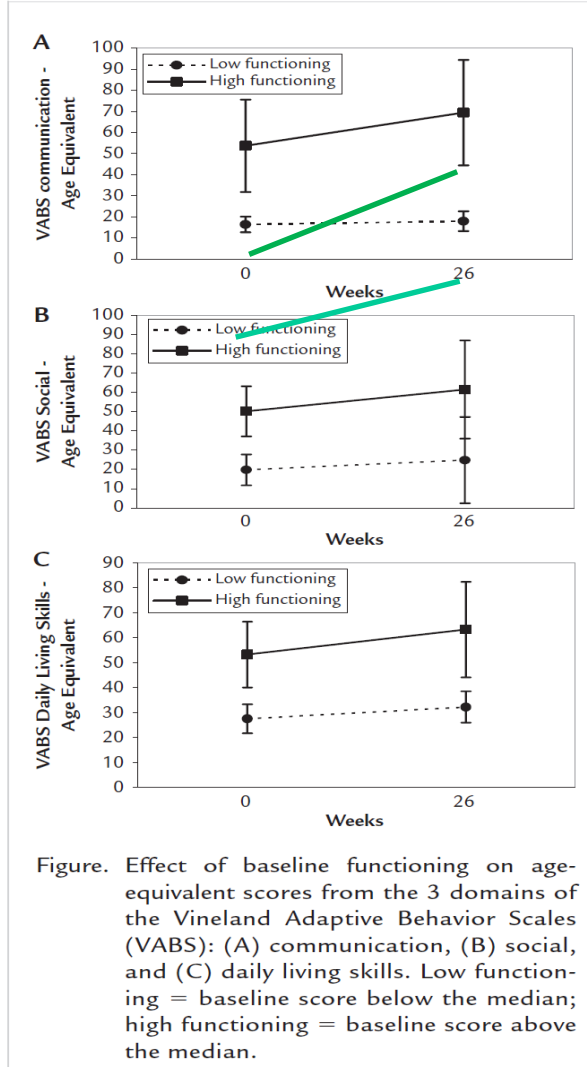 A
VABS communication -
Age Equivalent
100
90
80
70
60
50
40
30
20
10
0
Low functioning
High functioning
0
26
Weeks
B
VABS Social -
Age Equivalent
100
90
80
70
60
50
40
30
20
10
0
Low functioning
High functioning
0
26
Weeks
C
VABS Daily Living Skills -
Age Equivalent
90
80
70
60
50
40
30
20
10
0
Low functioning
High functioning
0
26
Weeks
Figure. Effect of baseline functioning on age-
equivalent scores from the 3 domains of
the Vineland Adaptive Behavior Scales
(VABS): (A) communication, (B) social,
and (C) daily living skills. Low function-
ing = baseline score below the median;
high functioning = baseline score above
the median.